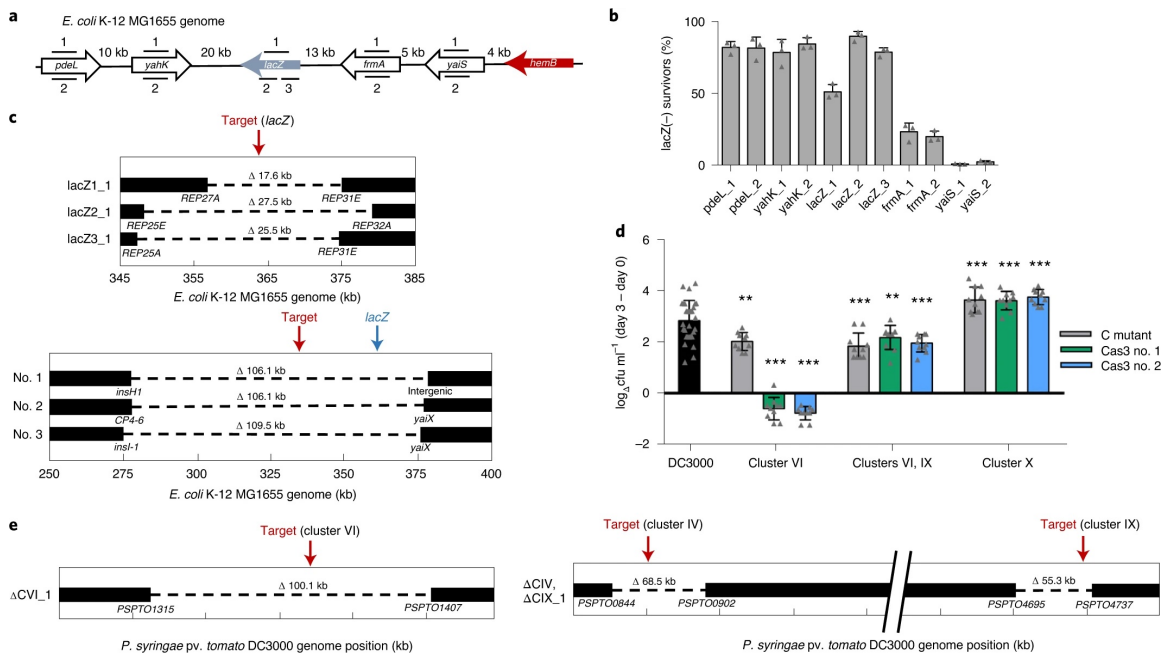 a
E. coli K-12 MG1655 genome
1 10 kb 1 20 kb 1 13 kb 1 5 kb 1 4 kb
pdeL yahK lacZ frmA yaiS hemB
2 2 2 3 2 2
b
lacZ(–) survivors (%)
100
50
0
pdeL_1 pdeL_2 yahK_1 yahK_2 lacZ_1 lacZ_2 lacZ_3 frmA_1 frmA_2 yaiS_1 yaiS_2
c
Target (lacZ)
lacZ1_1 Δ 17.6 kb
REP27A REP31E
lacZ2_1 Δ 27.5 kb
REP25E REP32A
lacZ3_1 Δ 25.5 kb
REP25A REP31E
345 355 365 375 385
E. coli K-12 MG1655 genome (kb)
Target lacZ
No. 1 Δ 106.1 kb
insH1 Intergenic
No. 2 Δ 106.1 kb
CP4-6 yaiX
No. 3 Δ 109.5 kb
insI-1 yaiX
250 275 300 325 350 375 400
E. coli K-12 MG1655 genome (kb)
d
logΔcfu ml−1 (day 3 – day 0)
6
4
2
0
–2
** *** *** *** ** *** *** *** ***
C mutant
Cas3 no. 1
Cas3 no. 2
DC3000 Cluster VI Clusters VI, IX Cluster X
e
Target (cluster VI)
ΔCVI_1 Δ 100.1 kb
PSPTO1315 PSPTO1407
P. syringae pv. tomato DC3000 genome position (kb)
Target (cluster IV) Target (cluster IX)
ΔCIV,
ΔCIX_1
Δ 68.5 kb Δ 55.3 kb
PSPTO0844 PSPTO0902 PSPTO4695 PSPTO4737
P. syringae pv. tomato DC3000 genome position (kb)